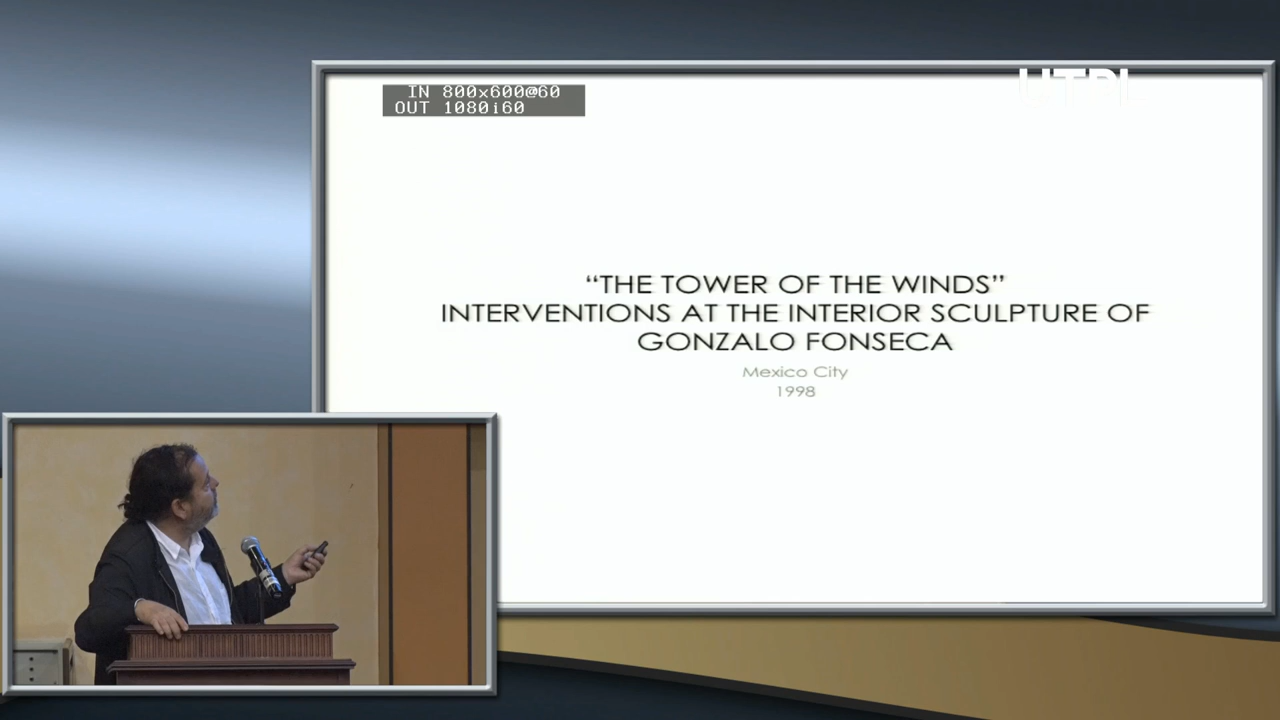 IN 800x600@60
OUT 1080i60
UTPL
“THE TOWER OF THE WINDS”
INTERVENTIONS AT THE INTERIOR SCULPTURE OF
GONZALO FONSECA
Mexico City
1998